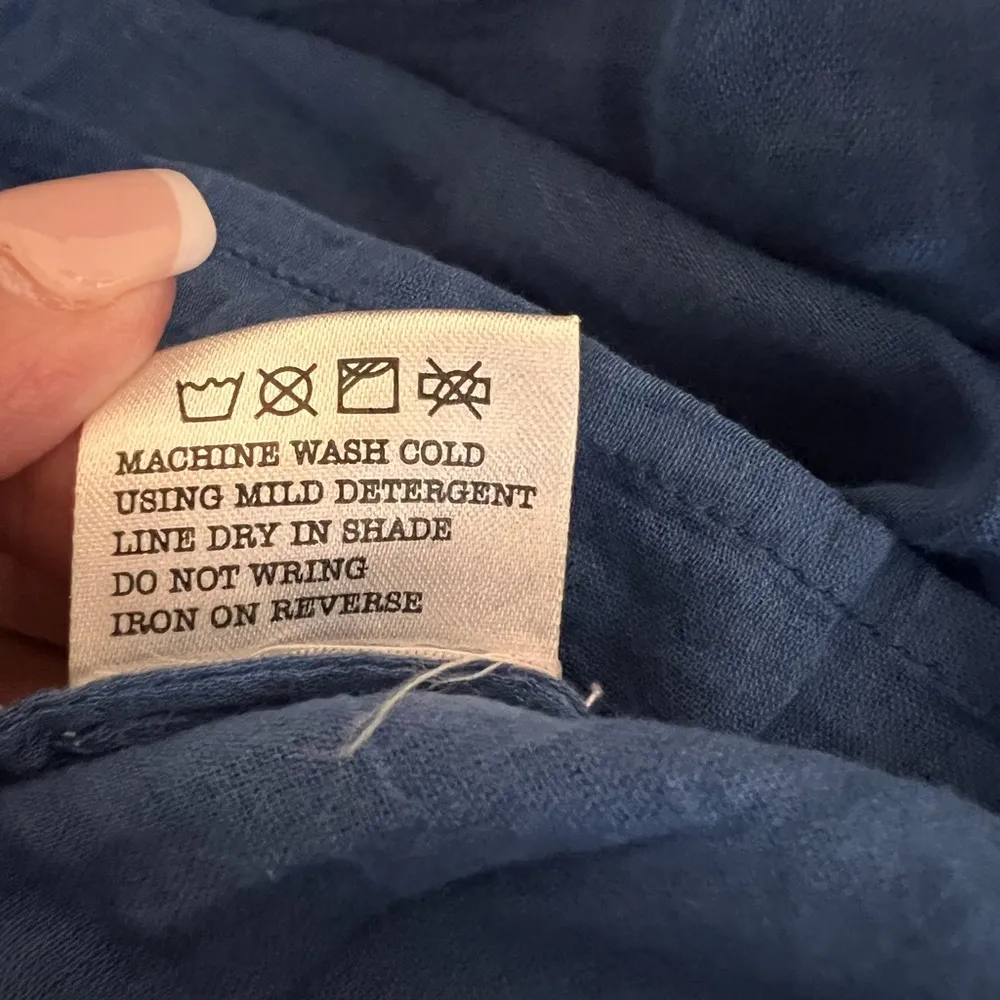 MACHINE WASH COLD
USING MILD DETERGENT
LINE DRY IN SHADE
DO NOT WRING
IRON ON REVERSE